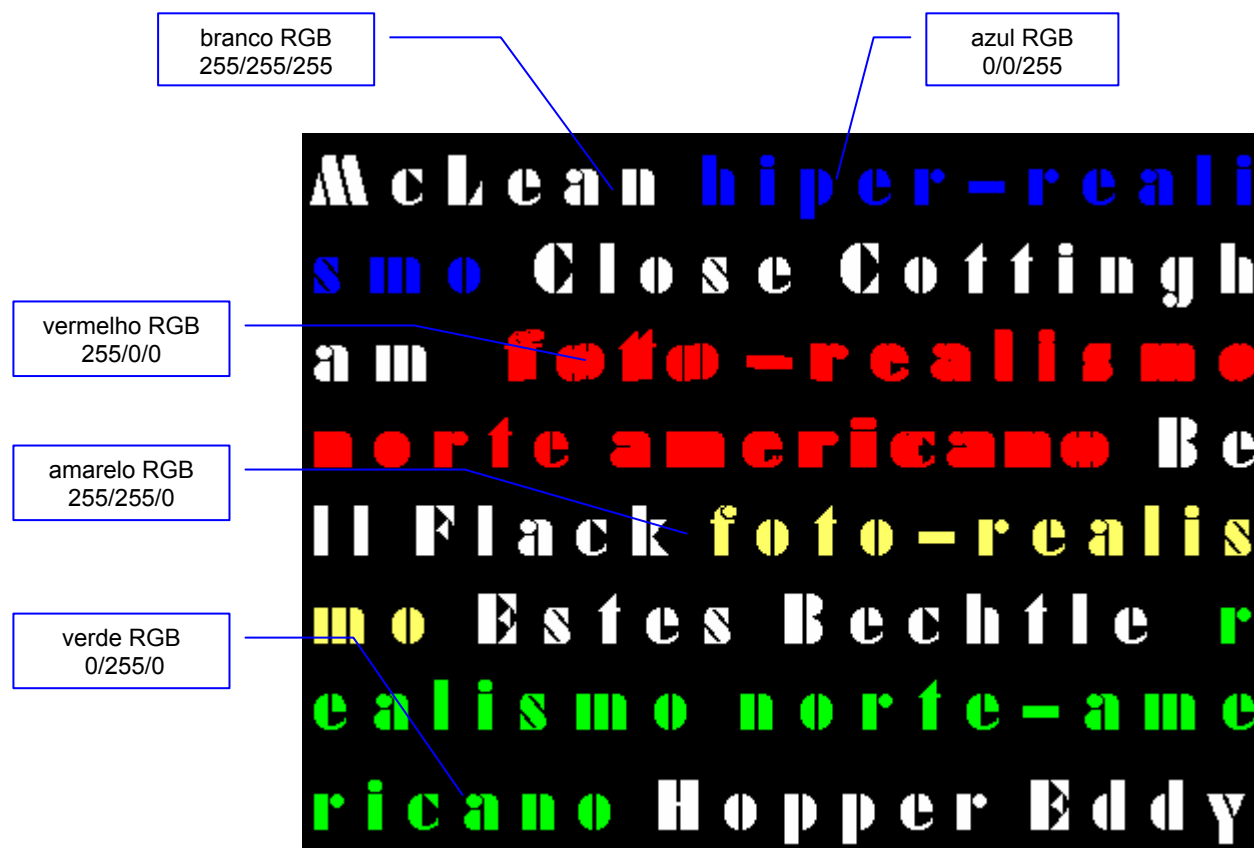 branco RGB
255/255/255
azul RGB
0/0/255
McLean hiper-reali
smo Close Cottingh
vermelho RGB
255/0/0
am foto-realismo
norte americano Be
amarelo RGB
255/255/0
ll Flack foto-realis
mo Estes Bechtle r
verde RGB
0/255/0
ealismo norte-ame
ricano Hopper Eddy